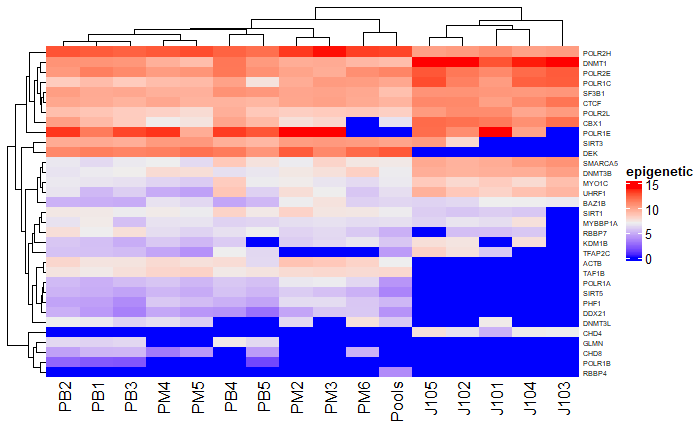 POLR2H
DNMT1
POLR2E
POLR1C
SF3B1
CTCF
POLR2L
CBX1
POLR1E
SIRT3
DEK
SMARCA5
DNMT3B
MYO1C
UHRF1
BAZ1B
SIRT1
MYBBP1A
RBBP7
KDM1B
TFAP2C
ACTB
TAF1B
POLR1A
SIRT5
PHF1
DDX21
DNMT3L
CHD4
GLMN
CHD8
POLR1B
RBBP4
PB2 PB1 PB3 PM4 PM5 PB4 PB5 PM2 PM3 PM6 Pools J105 J102 J101 J104 J103
epigenetic
15
10
5
0